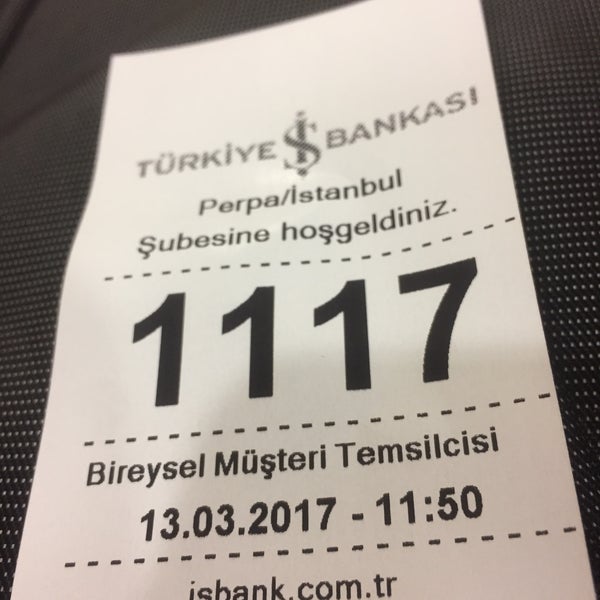 TÜRKİYE İŞ BANKASI
Perpa/İstanbul
Şubesine hoşgeldiniz.
1117
Bireysel Müşteri Temsilcisi
13.03.2017 - 11:50
isbank.com.tr